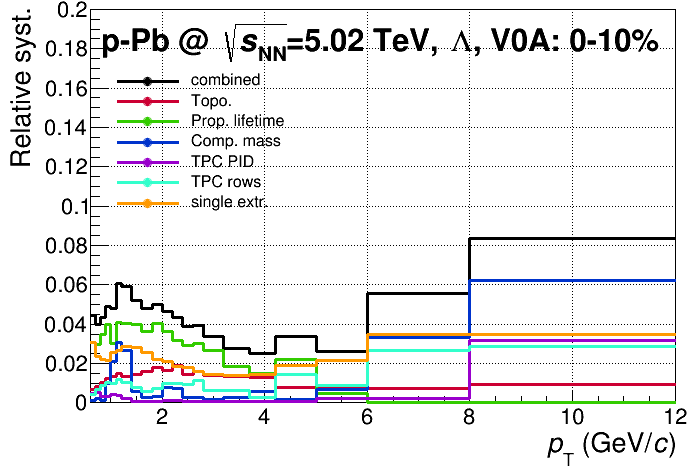 p-Pb @ √sNN=5.02 TeV, Λ, V0A: 0-10%
Relative syst.
combined
Topo.
Prop. lifetime
Comp. mass
TPC PID
TPC rows
single extr.
0.2
0.18
0.16
0.14
0.12
0.1
0.08
0.06
0.04
0.02
0
2 4 6 8 10 12
pT (GeV/c)